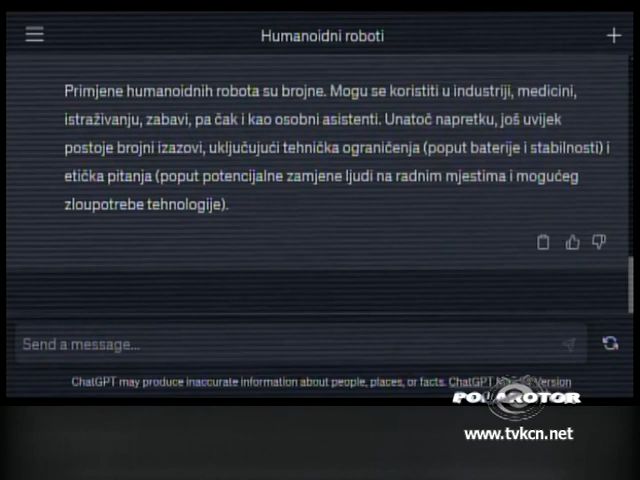 Humanoidni roboti
Primjene humanoidnih robota su brojne. Mogu se koristiti u industriji, medicini,
istraživanju, zabavi, pa čak i kao osobni asistenti. Unatoč napretku, još uvijek
postoje brojni izazovi, uključujući tehnička ograničenja (poput baterije i stabilnosti) i
etička pitanja (poput potencijalne zamjene ljudi na radnim mjestima i mogućeg
zloupotrebe tehnologije).
Send a message...
ChatGPT may produce inaccurate information about people, places, or facts. ChatGPT Version
www.tvkcn.net